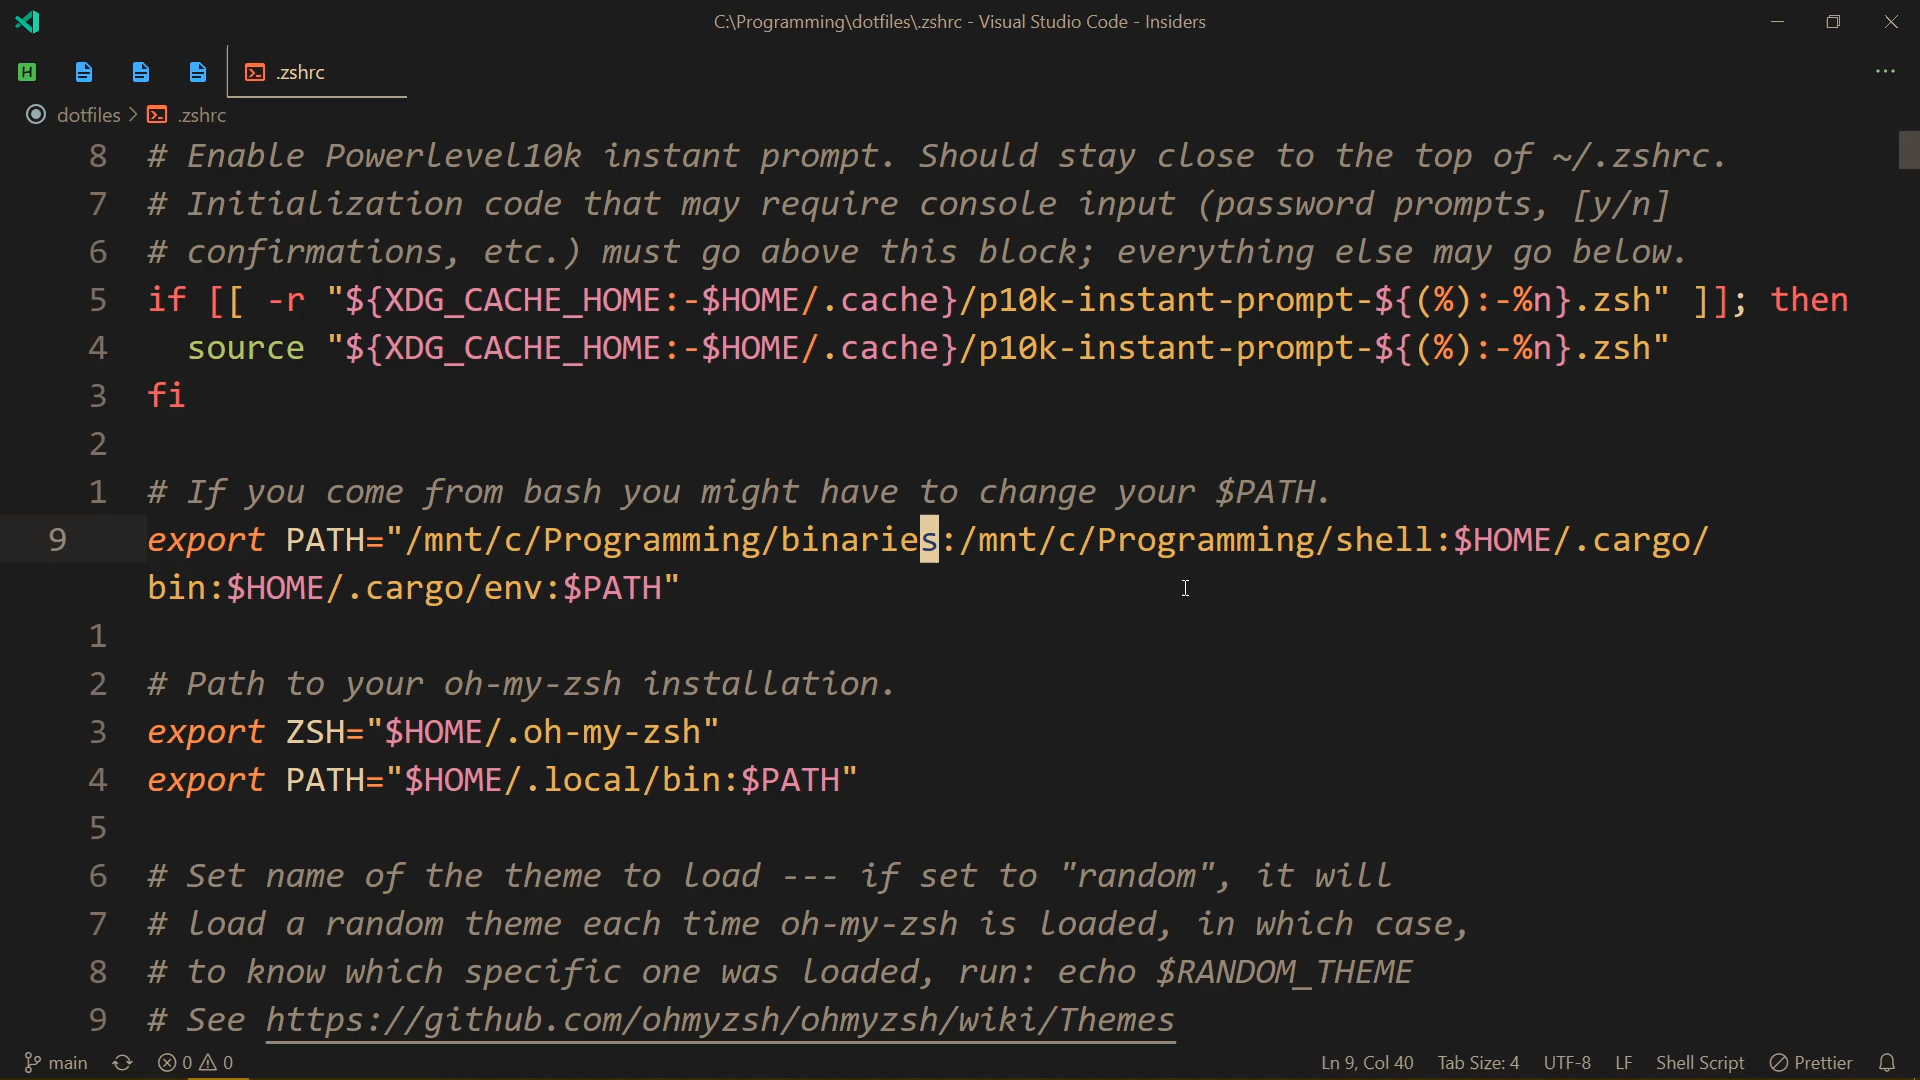 C:\Programming\dotfiles\.zshrc - Visual Studio Code - Insiders
H
.zshrc
dotfiles > .zshrc
8 # Enable Powerlevel10k instant prompt. Should stay close to the top of ~/.zshrc.
7 # Initialization code that may require console input (password prompts, [y/n]
6 # confirmations, etc.) must go above this block; everything else may go below.
5 if [[ -r "${XDG_CACHE_HOME:-$HOME/.cache}/p10k-instant-prompt-${(%):-%n}.zsh" ]]; then
4   source "${XDG_CACHE_HOME:-$HOME/.cache}/p10k-instant-prompt-${(%):-%n}.zsh"
3 fi
2
1 # If you come from bash you might have to change your $PATH.
9 export PATH="/mnt/c/Programming/binaries:/mnt/c/Programming/shell:$HOME/.cargo/
bin:$HOME/.cargo/env:$PATH"
1
2 # Path to your oh-my-zsh installation.
3 export ZSH="$HOME/.oh-my-zsh"
4 export PATH="$HOME/.local/bin:$PATH"
5
6 # Set name of the theme to load --- if set to "random", it will
7 # load a random theme each time oh-my-zsh is loaded, in which case,
8 # to know which specific one was loaded, run: echo $RANDOM_THEME
9 # See https://github.com/ohmyzsh/ohmyzsh/wiki/Themes
main 0 0 Ln 9, Col 40 Tab Size: 4 UTF-8 LF Shell Script Prettier